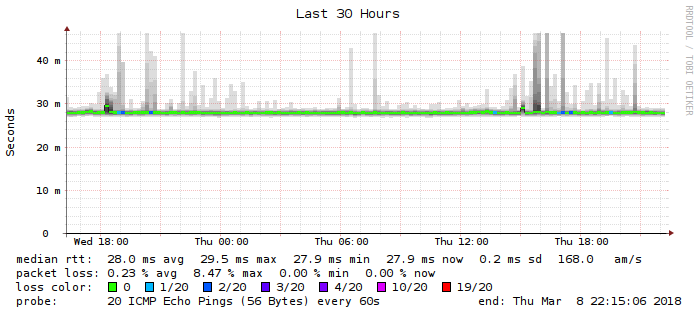 Last 30 Hours
RRDTOOL / TOBI OETIKER
Seconds
40 m
30 m
20 m
10 m
0
Wed 18:00 Thu 00:00 Thu 06:00 Thu 12:00 Thu 18:00
median rtt: 28.0 ms avg 29.5 ms max 27.9 ms min 27.9 ms now 0.2 ms sd 168.0 am/s
packet loss: 0.23 % avg 8.47 % max 0.00 % min 0.00 % now
loss color: 0 1/20 2/20 3/20 4/20 10/20 19/20
probe: 20 ICMP Echo Pings (56 Bytes) every 60s end: Thu Mar 8 22:15:06 2018